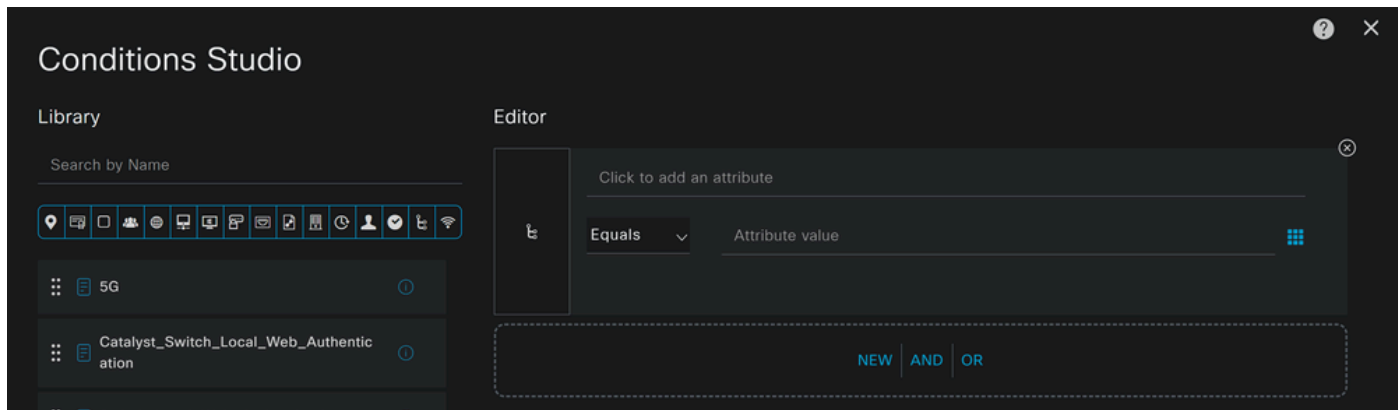 Conditions Studio
Library
Search by Name
5G
Catalyst_Switch_Local_Web_Authentic
ation
Editor
Click to add an attribute
Equals
Attribute value
NEW AND OR